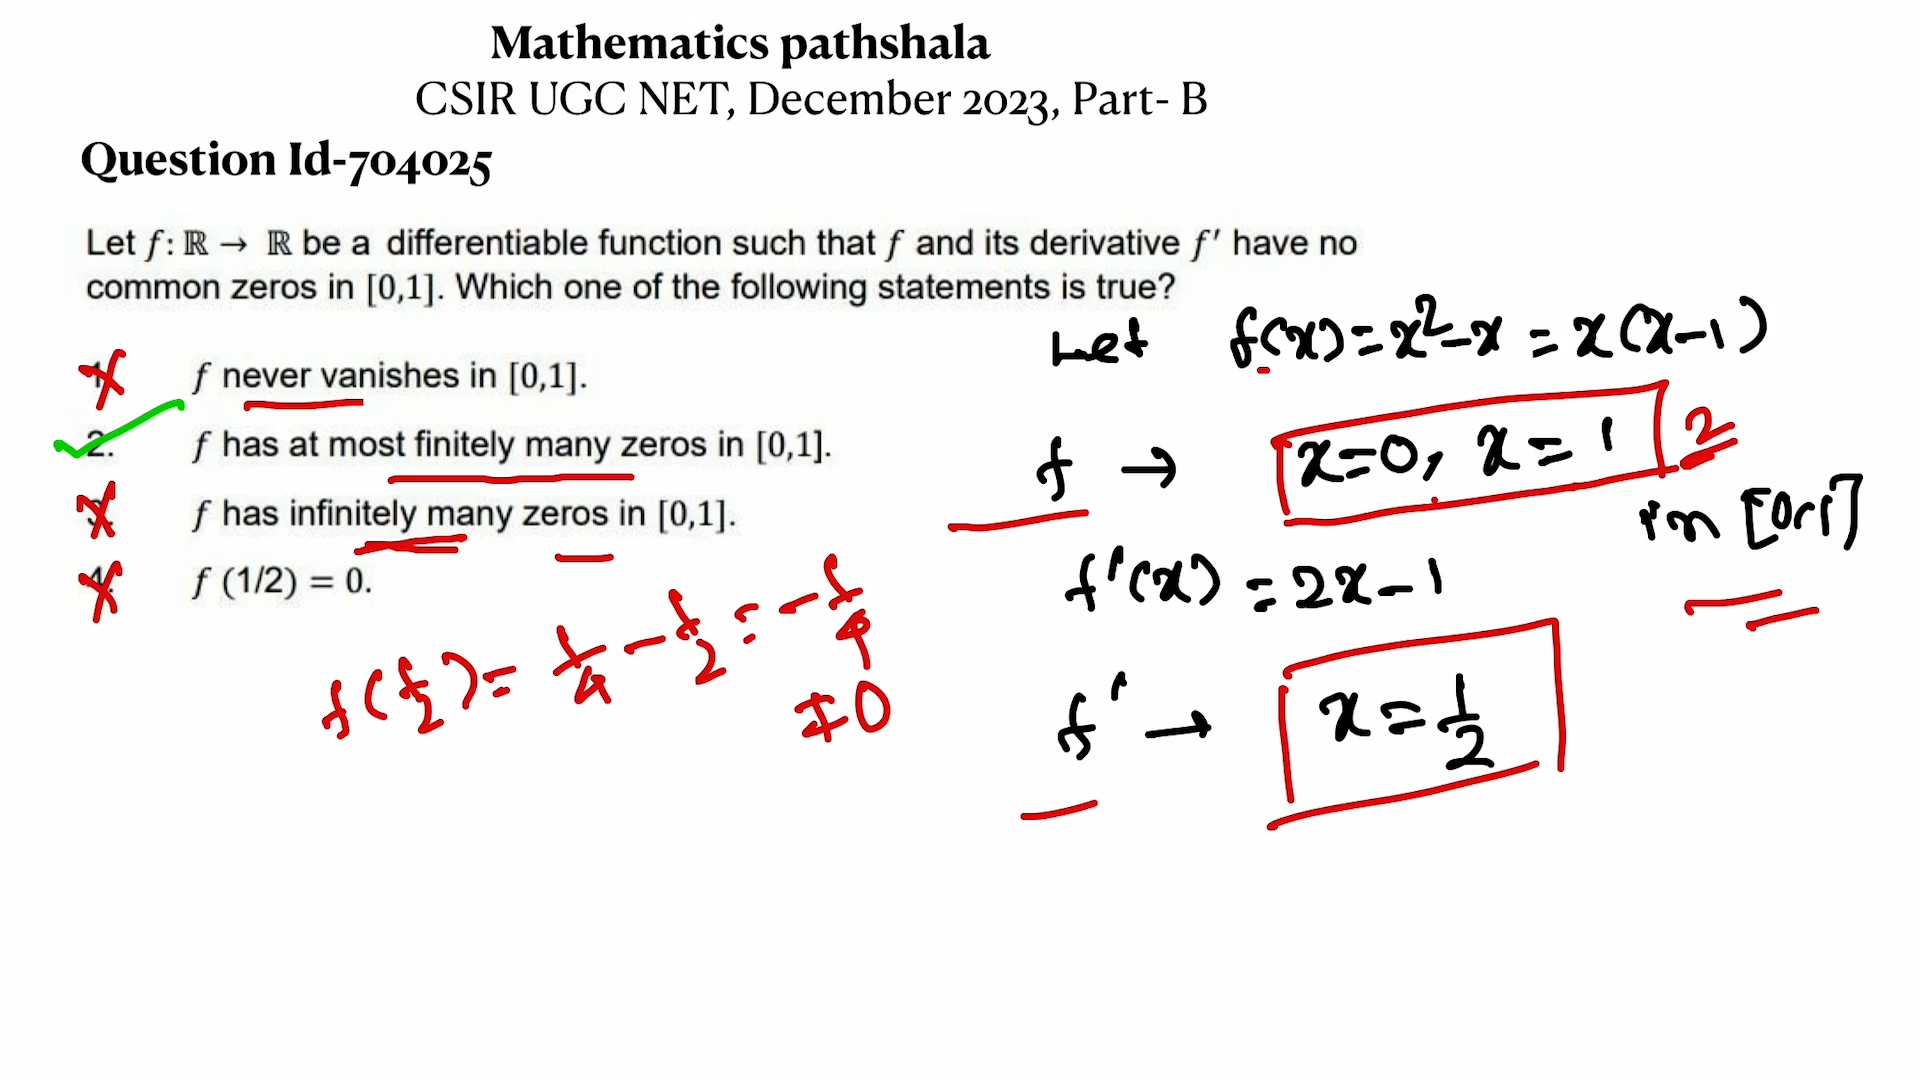 Mathematics pathshala
CSIR UGC NET, December 2023, Part- B
Question Id-704025
Let f: ℝ → ℝ be a differentiable function such that f and its derivative f′ have no
common zeros in [0,1]. Which one of the following statements is true?
f never vanishes in [0,1].
2. f has at most finitely many zeros in [0,1].
3. f has infinitely many zeros in [0,1].
4. f (1/2) = 0.
Let f(x) = x² - x = x(x-1)
f → x=0, x=1 2
in [0,1]
f'(x) = 2x-1
f' → x = 1/2
f(1/2) = 1/4 - 1/2 = -1/4
≠0